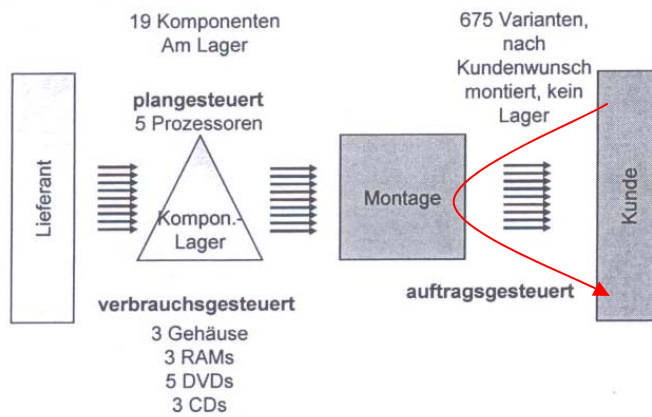 19 Komponenten
Am Lager
675 Varianten,
nach
Kundenwunsch
montiert, kein
Lager
plangesteuert
5 Prozessoren
Lieferant
Kompon.-
Lager
Montage
Kunde
verbrauchsgesteuert
auftragsgesteuert
3 Gehäuse
3 RAMs
5 DVDs
3 CDs